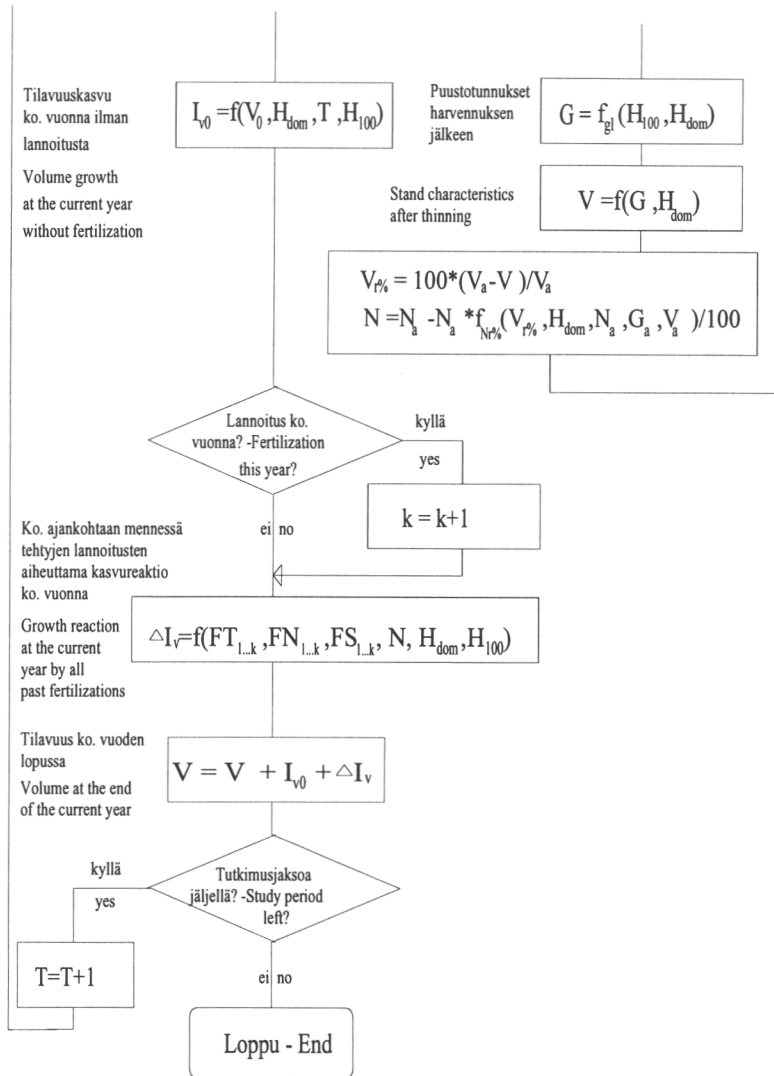 Tilavuuskasvu
ko. vuonna ilman
lannoitusta
Volume growth
at the current year
without fertilization
I_v0 =f(V_0 ,H_dom ,T ,H_100)
Puustotunnukset
harvennuksen
jälkeen
G = f_gl (H_100 ,H_dom)
Stand characteristics
after thinning
V =f(G ,H_dom)
V_r% = 100*(V_a-V )/V_a
N =N_a -N_a *f_Nr%(V_r% ,H_dom ,N_a ,G_a ,V_a )/100
Lannoitus ko.
vuonna? -Fertilization
this year?
kyllä
yes
k = k+1
ei no
Ko. ajankohtaan mennessä
tehtyjen lannoitusten
aiheuttama kasvureaktio
ko. vuonna
Growth reaction
at the current
year by all
past fertilizations
△I_v=f(FT_1...k ,FN_1...k ,FS_1...k , N, H_dom ,H_100)
Tilavuus ko. vuoden
lopussa
Volume at the end
of the current year
V = V + I_v0 + △I_v
kyllä
yes
Tutkimusjaksoa
jäljellä? -Study period
left?
T=T+1
ei no
Loppu - End